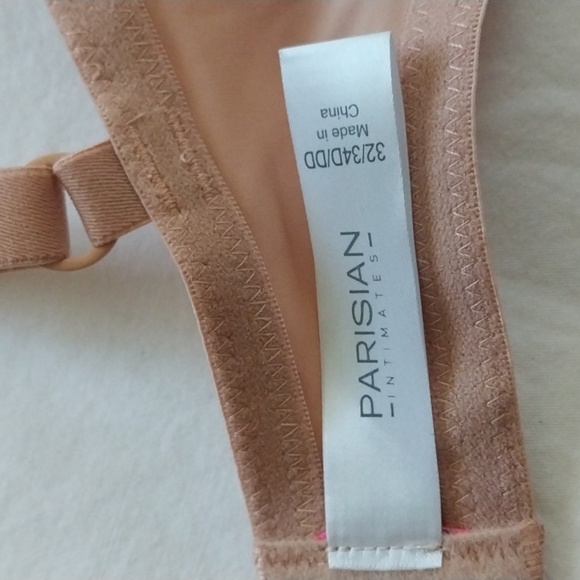 PARISIAN
INTIMATES
32/34D/DD
Made in
China